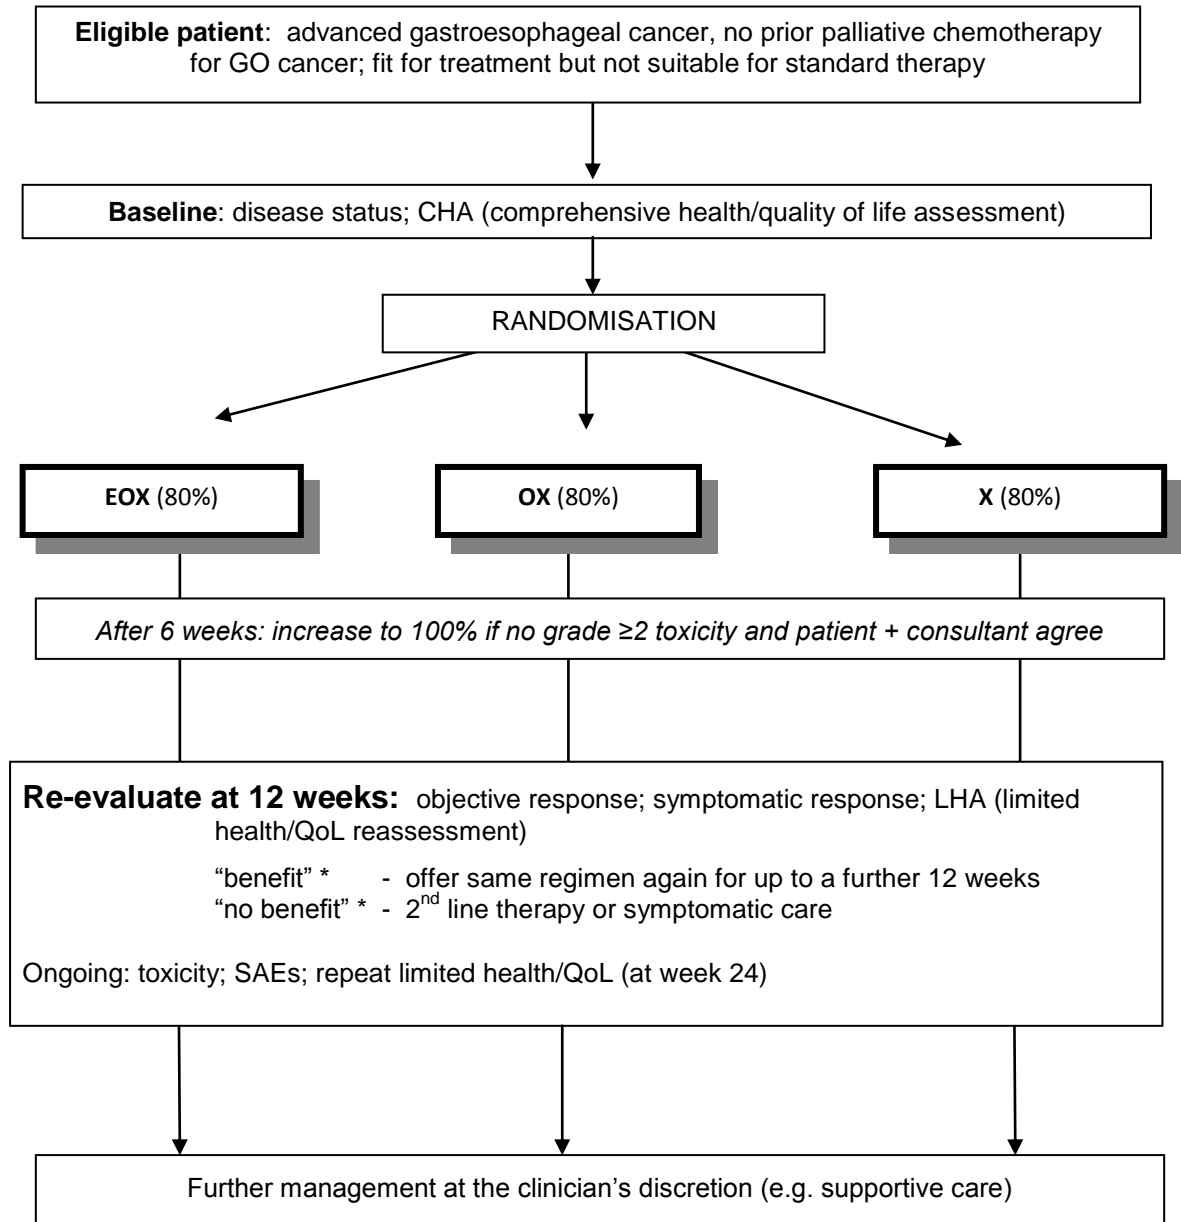 Eligible patient: advanced gastroesophageal cancer, no prior palliative chemotherapy
for GO cancer; fit for treatment but not suitable for standard therapy
Baseline: disease status; CHA (comprehensive health/quality of life assessment)
RANDOMISATION
EOX (80%)
OX (80%)
X (80%)
After 6 weeks: increase to 100% if no grade ≥2 toxicity and patient + consultant agree
Re-evaluate at 12 weeks: objective response; symptomatic response; LHA (limited
health/QoL reassessment)
“benefit” * - offer same regimen again for up to a further 12 weeks
“no benefit” * - 2nd line therapy or symptomatic care
Ongoing: toxicity; SAEs; repeat limited health/QoL (at week 24)
Further management at the clinician’s discretion (e.g. supportive care)